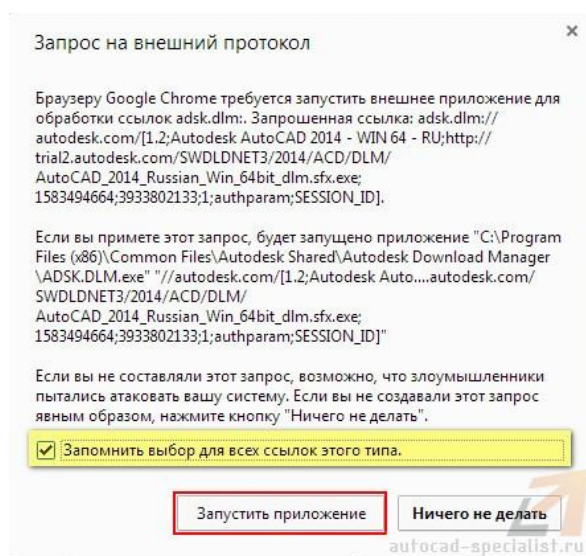 Запрос на внешний протокол
Браузеру Google Chrome требуется запустить внешнее приложение для
обработки ссылок adsk.dlm:. Запрошенная ссылка: adsk.dlm://
autodesk.com/[1.2;Autodesk AutoCAD 2014 - WIN 64 - RU;http://
trial2.autodesk.com/SWDLDNET3/2014/ACD/DLM/
AutoCAD_2014_Russian_Win_64bit_dlm.sfx.exe;
1583494664;3933802133;1;authparam;SESSION_ID].
Если вы примете этот запрос, будет запущено приложение "C:\Program
Files (x86)\Common Files\Autodesk Shared\Autodesk Download Manager
\ADSK.DLM.exe" "//autodesk.com/[1.2;Autodesk Auto....autodesk.com/
SWDLDNET3/2014/ACD/DLM/
AutoCAD_2014_Russian_Win_64bit_dlm.sfx.exe;
1583494664;3933802133;1;authparam;SESSION_ID]"
Если вы не составляли этот запрос, возможно, что злоумышленники
пытались атаковать вашу систему. Если вы не создавали этот запрос
явным образом, нажмите кнопку "Ничего не делать".
Запомнить выбор для всех ссылок этого типа.
Запустить приложение Ничего не делать
autocad-specialist.ru